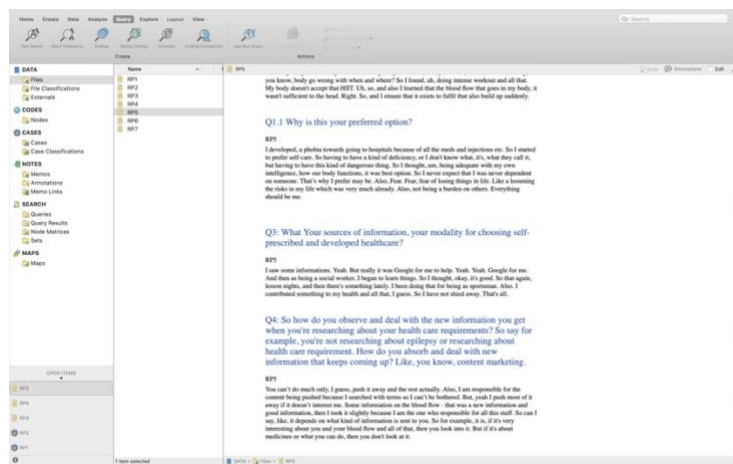 Home Create Data Analyze Query Explore Layout View
Search
Text Search Word Frequency Coding Matrix Coding Coding Comparison Last Run Query
Create Actions
DATA
Files
File Classifications
Externals
CODES
Nodes
CASES
Cases
Case Classifications
NOTES
Memos
Annotations
Memo Links
SEARCH
Queries
Query Results
Node Matrices
Sets
MAPS
Maps
OPEN ITEMS
RP5
RP4
RP3
RP2
RP1
Name
RP1
RP2
RP3
RP4
RP5
RP6
RP7
1 item selected
RP5
Code Annotations Edit
you know, body go wrong with when and where? So I found, uh, doing intense workout and all that.
My body doesn't accept that HIIT. Uh, so, and also I learned that the blood flow that goes in my body, it
wasn't sufficient to the head. Right. So, and I ensure that it exists to fulfil that also build up suddenly.
Q1.1 Why is this your preferred option?
RP5
I developed, a phobia towards going to hospitals because of all the meds and injections etc. So I started
to prefer self-care. So having to have a kind of deficiency, or I don't know what, it's, what they call it,
but having to have this kind of dangerous thing. So I thought, am, being adequate with my own
intelligence, how our body functions, it was best option. So I never expect that I was never dependent
on someone. That's why I prefer may be. Also, Fear. Fear, fear of losing things in life. Like a lessening
the risks in my life which was very much already. Also, not being a burden on others. Everything
should be me.
Q3: What Your sources of information, your modality for choosing self-
prescribed and developed healthcare?
RP5
I saw some informations. Yeah. But really it was Google for me to help. Yeah. Yeah. Google for me.
And then as being a social worker, I began to learn things. So I thought, okay, it's good. So that again,
lesson nights, and then there's something lately. I been doing that for being as sportsman. Also. I
contributed something to my health and all that, I guess. So I have not shied away. That's all.
Q4: So how do you observe and deal with the new information you get
when you're researching about your health care requirements? So say for
example, you're not researching about epilepsy or researching about
health care requirement. How do you absorb and deal with new
information that keeps coming up? Like, you know, content marketing.
RP5
You can't do much only, I guess, push it away and the rest actually. Also, I am responsible for the
content being pushed because I searched with terms so I can't be bothered. But, yeah I push most of it
away if it doesn't interest me. Some information on the blood flow - that was a new information and
good information, then I took it slightly because I am the one who responsible for all this stuff. So can I
say, like, it depends on what kind of information is sent to you. So for example, it is, if it's very
interesting about you and your blood flow and all of that, then you look into it. But if it's about
medicines or what you can do, then you don't look at it.
DATA Files RP5